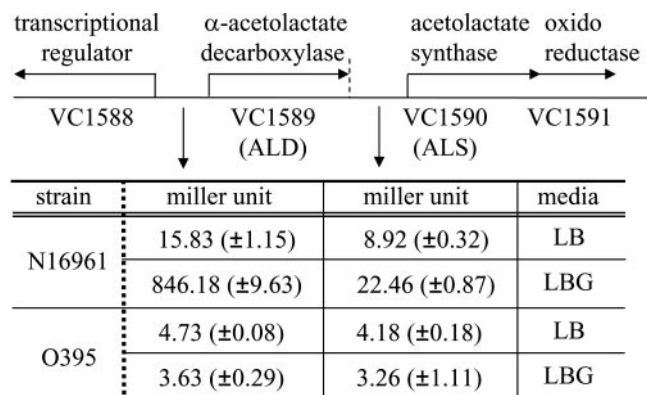 transcriptional α-acetolactate acetolactate oxido
regulator decarboxylase synthase reductase
VC1588 VC1589 VC1590 VC1591
(ALD) (ALS)
strain miller unit miller unit media
15.83 (±1.15) 8.92 (±0.32) LB
N16961
846.18 (±9.63) 22.46 (±0.87) LBG
4.73 (±0.08) 4.18 (±0.18) LB
O395
3.63 (±0.29) 3.26 (±1.11) LBG